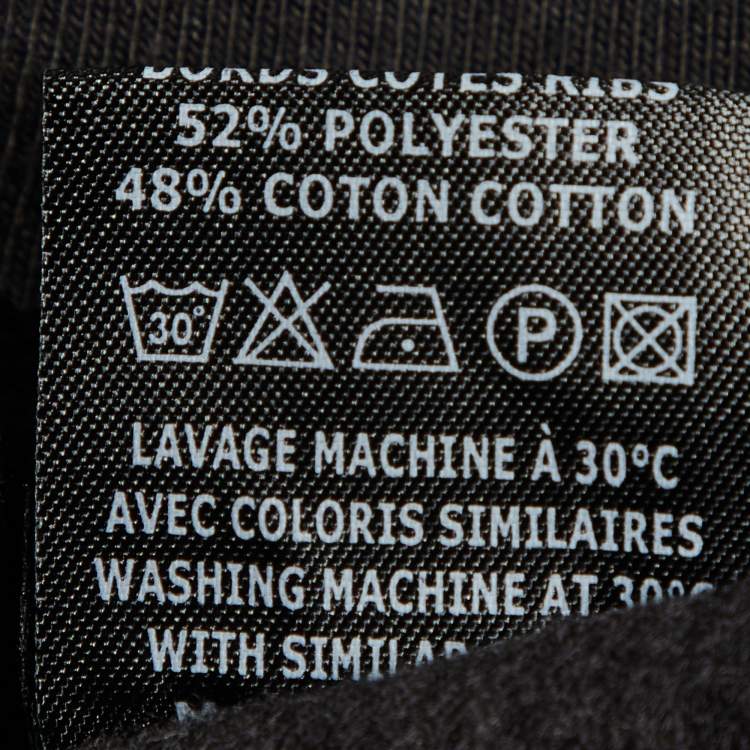 BORDS COTES RIBS
52% POLYESTER
48% COTON COTTON
30° P
LAVAGE MACHINE À 30°C
AVEC COLORIS SIMILAIRES
WASHING MACHINE AT 30°C
WITH SIMILAR